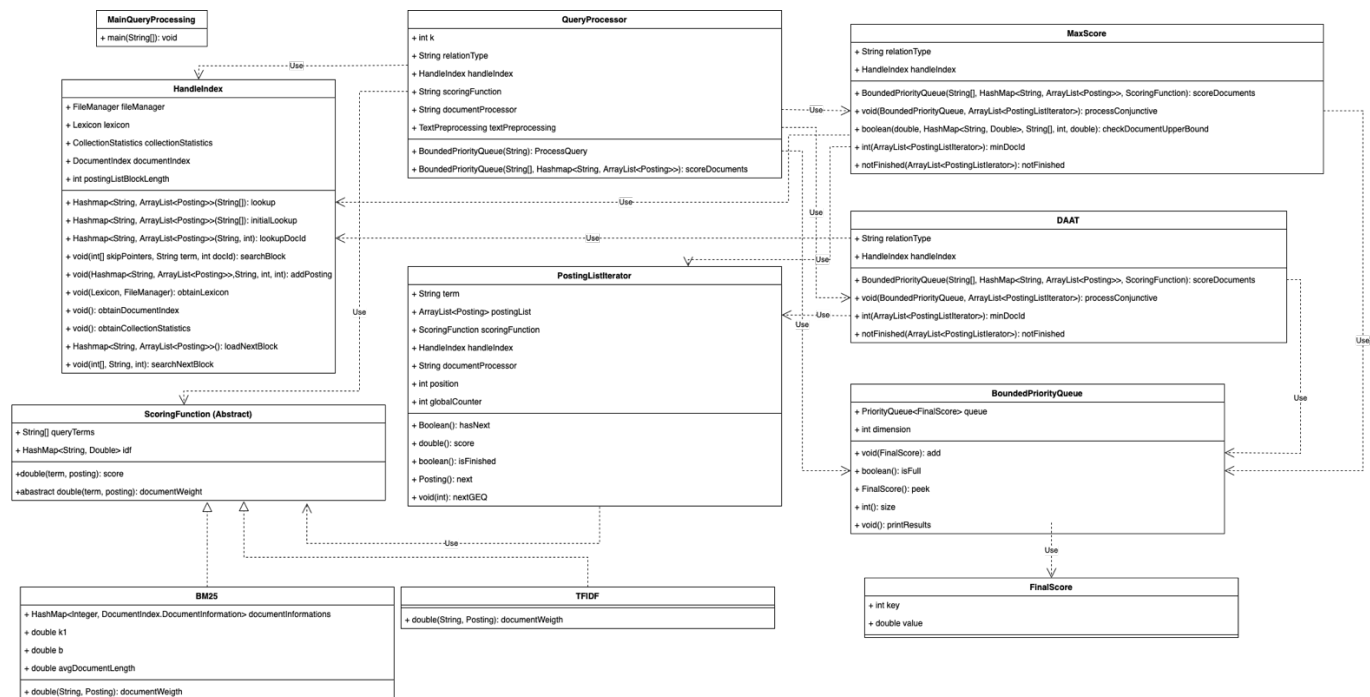 MainQueryProcessing
+ main(String[]): void
QueryProcessor
+ int k
+ String relationType
+ HandleIndex handleIndex
+ String scoringFunction
+ String documentProcessor
+ TextPreprocessing textPreprocessing
+ BoundedPriorityQueue(String): ProcessQuery
+ BoundedPriorityQueue(String[], Hashmap<String, ArrayList<Posting>>): scoreDocuments
MaxScore
+ String relationType
+ HandleIndex handleIndex
+ BoundedPriorityQueue(String[], HashMap<String, ArrayList<Posting>>, ScoringFunction): scoreDocuments
+ void(BoundedPriorityQueue, ArrayList<PostingListIterator>): processConjunctive
+ boolean(double, HashMap<String, Double>, String[], int, double): checkDocumentUpperBound
+ int(ArrayList<PostingListIterator>): minDocId
+ notFinished(ArrayList<PostingListIerator>): notFinished
HandleIndex
+ FileManager fileManager
+ Lexicon lexicon
+ CollectionStatistics collectionStatistics
+ DocumentIndex documentIndex
+ int postingListBlockLength
+ Hashmap<String, ArrayList<Posting>>(String[]): lookup
+ Hashmap<String, ArrayList<Posting>>(String[]): initialLookup
+ Hashmap<String, ArrayList<Posting>>(String, int): lookupDocId
+ void(int[] skipPointers, String term, int docId): searchBlock
+ void(Hashmap<String, ArrayList<Posting>>,String, int, int): addPosting
+ void(Lexicon, FileManager): obtainLexicon
+ void(): obtainDocumentIndex
+ void(): obtainCollectionStatistics
+ Hashmap<String, ArrayList<Posting>>(): loadNextBlock
+ void(int[], String, int): searchNextBlock
Use
Use
Use
Use
Use
Use
Use
Use
Use
DAAT
+ String relationType
+ HandleIndex handleIndex
+ BoundedPriorityQueue(String[], HashMap<String, ArrayList<Posting>>, ScoringFunction): scoreDocuments
+ void(BoundedPriorityQueue, ArrayList<PostingListIterator>): processConjunctive
+ int(ArrayList<PostingListIterator>): minDocId
+ notFinished(ArrayList<PostingListIerator>): notFinished
PostingListIterator
+ String term
+ ArrayList<Posting> postingList
+ ScoringFunction scoringFunction
+ HandleIndex handleIndex
+ String documentProcessor
+ int position
+ int globalCounter
+ Boolean(): hasNext
+ double(): score
+ boolean(): isFinished
+ Posting(): next
+ void(int): nextGEQ
Use
Use
Use
BoundedPriorityQueue
+ PriorityQueue<FinalScore> queue
+ int dimension
+ void(FinalScore): add
+ boolean(): isFull
+ FinalScore(): peek
+ int(): size
+ void(): printResults
ScoringFunction (Abstract)
+ String[] queryTerms
+ HashMap<String, Double> idf
+double(term, posting): score
+abastract double(term, posting): documentWeight
Use
Use
BM25
+ HashMap<Integer, DocumentIndex.DocumentInformation> documentInformations
+ double k1
+ double b
+ double avgDocumentLength
+ double(String, Posting): documentWeigth
TFIDF
+ double(String, Posting): documentWeigth
FinalScore
+ int key
+ double value